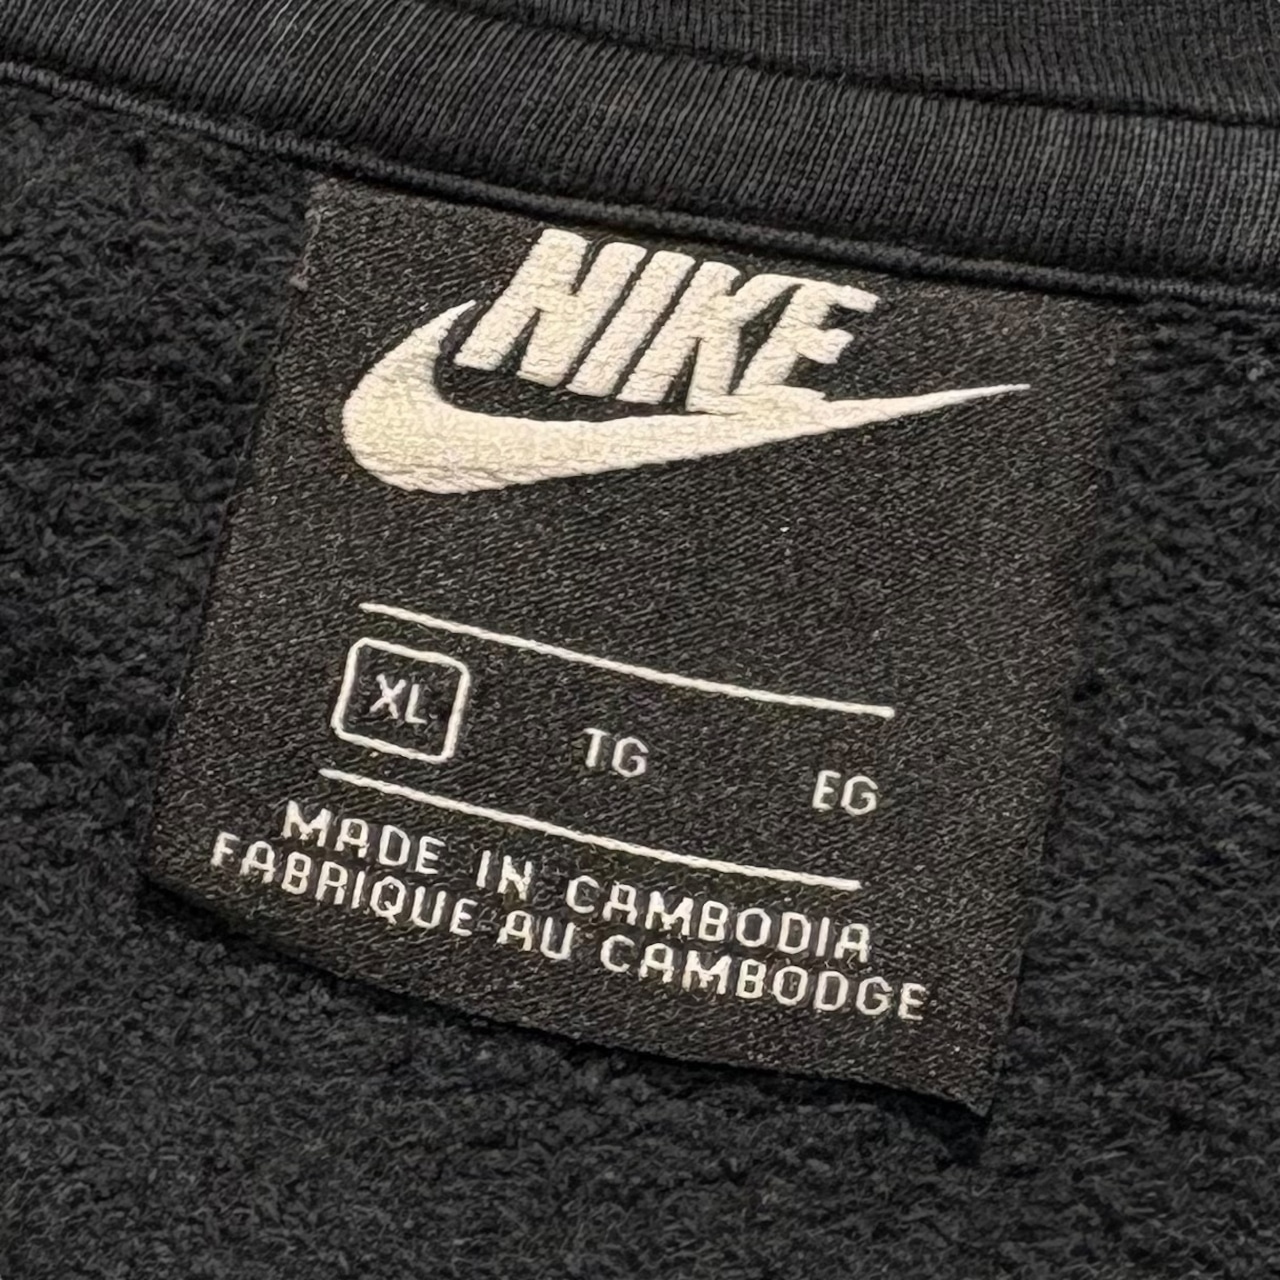 NIKE
XL TG EG
MADE IN CAMBODIA
FABRIQUE AU CAMBODGE